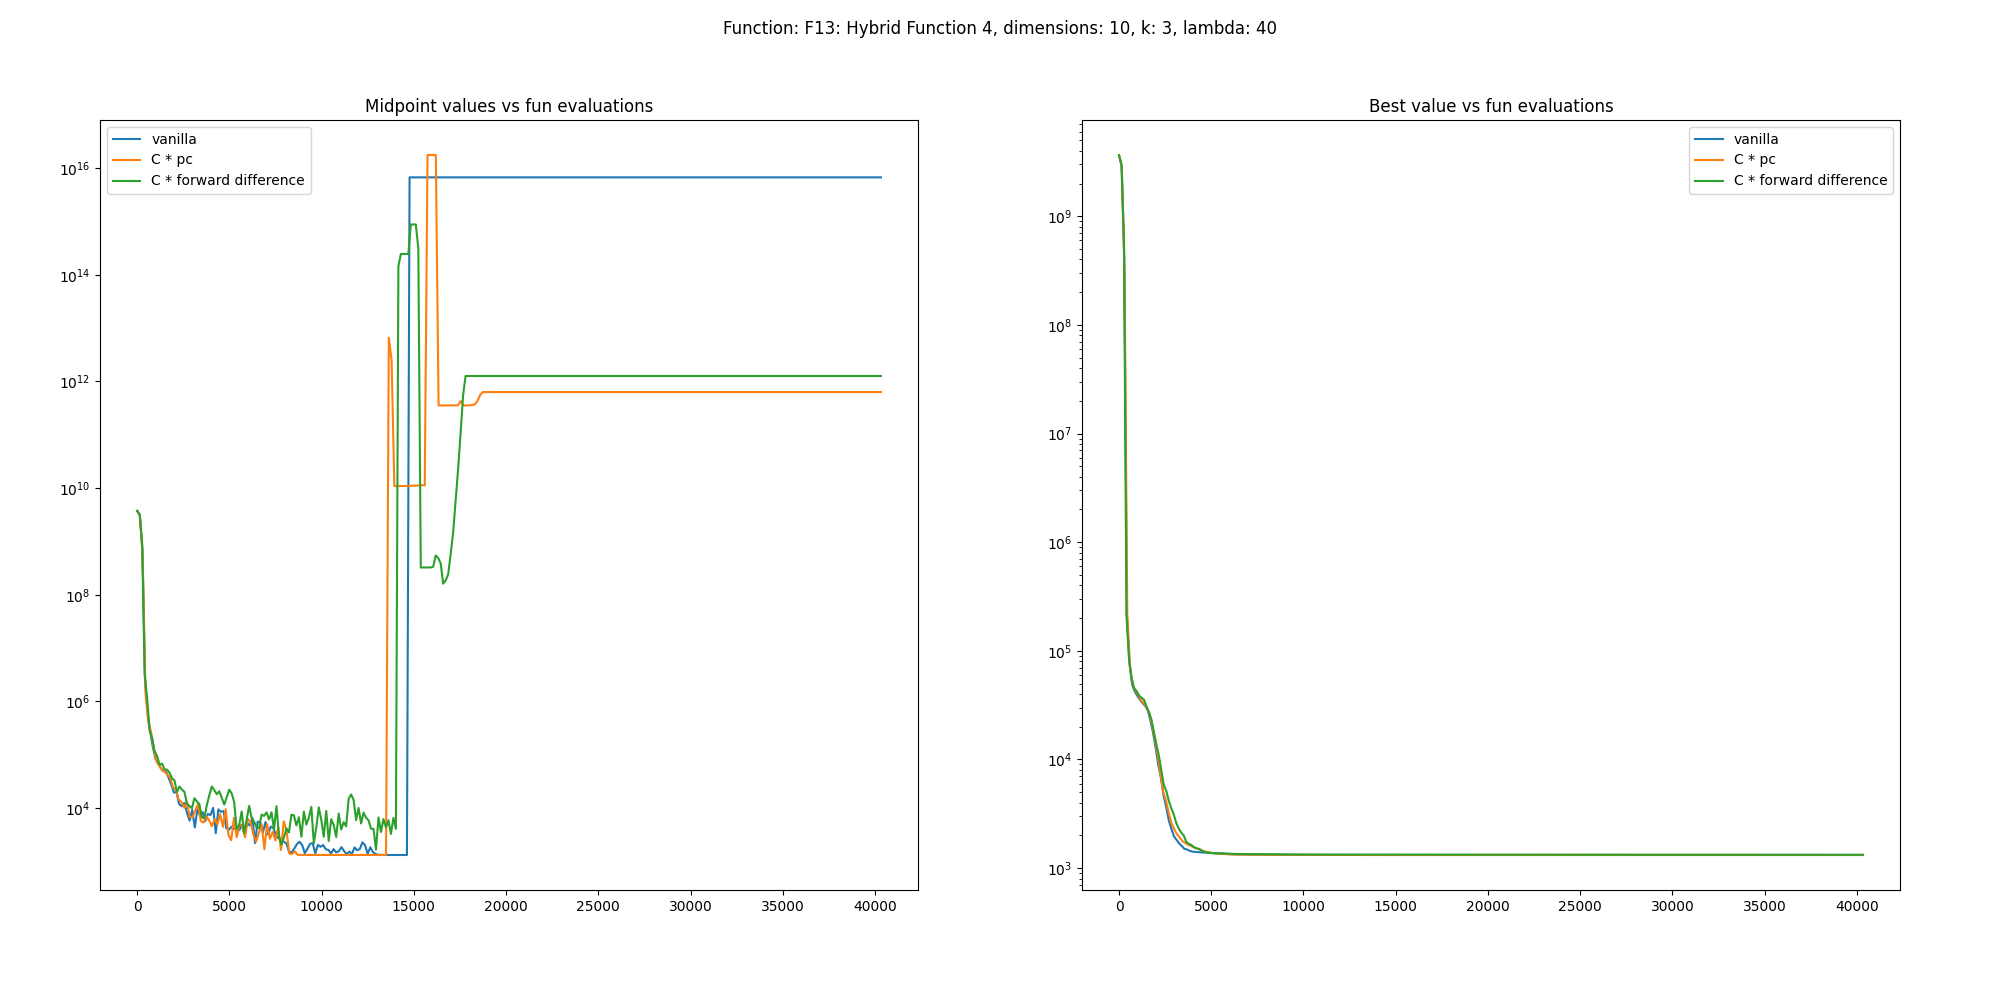 Function: F13: Hybrid Function 4, dimensions: 10, k: 3, lambda: 40
Midpoint values vs fun evaluations
vanilla
C * pc
C * forward difference
10^16
10^14
10^12
10^10
10^8
10^6
10^4
0 5000 10000 15000 20000 25000 30000 35000 40000
Best value vs fun evaluations
vanilla
C * pc
C * forward difference
10^9
10^8
10^7
10^6
10^5
10^4
10^3
0 5000 10000 15000 20000 25000 30000 35000 40000